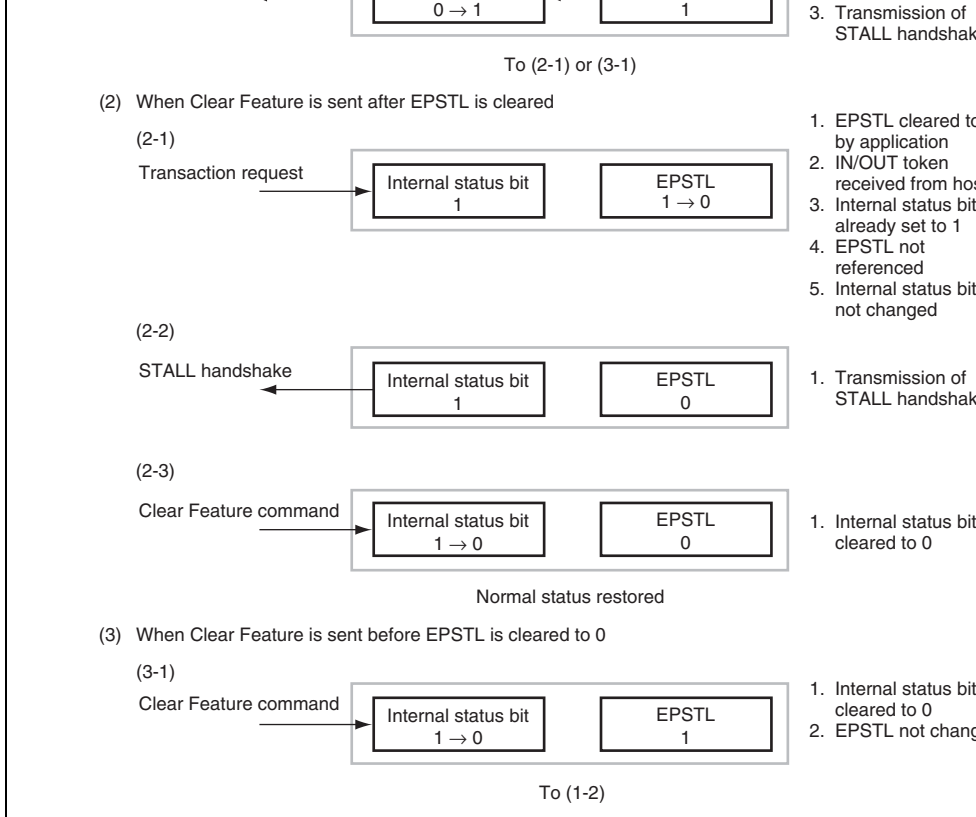 0 → 1
1
3. Transmission of
STALL
To (2-1) or (3-1)
(2) When Clear Feature is sent after EPSTL is cleared
(2-1)
Transaction request
Internal status bit
1
EPSTL
1 → 0
1. EPSTL cleared
by application
2. IN/OUT token
received from
3. Internal status bit
already set to 1
4. EPSTL not
referenced
5. Internal status bit
not changed
(2-2)
STALL handshake
Internal status bit
1
EPSTL
0
1. Transmission of
STALL
(2-3)
Clear Feature command
Internal status bit
1 → 0
EPSTL
0
1. Internal status bit
cleared to 0
Normal status restored
(3) When Clear Feature is sent before EPSTL is cleared to 0
(3-1)
Clear Feature command
Internal status bit
1 → 0
EPSTL
1
1. Internal status bit
cleared to 0
2. EPSTL not
To (1-2)